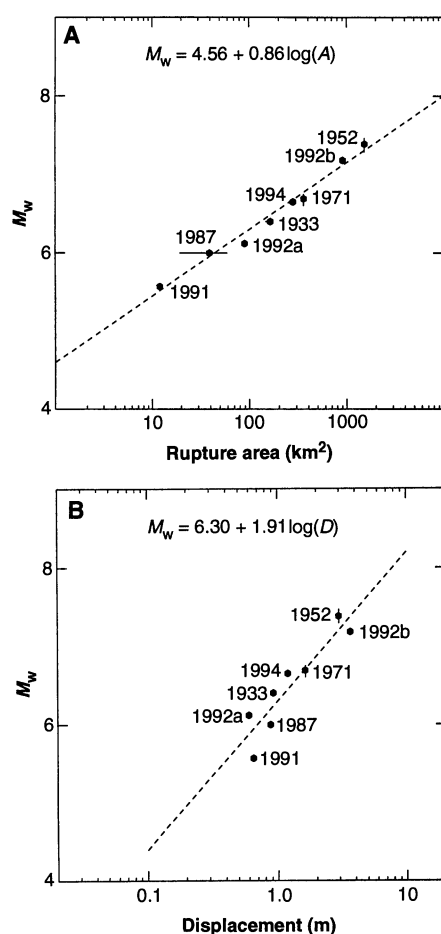 A
M_w = 4.56 + 0.86log(A)
8
1952
1992b
1994
1971
M_w
1933
1987
6
1992a
1991
4
10 100 1000
Rupture area (km²)
B
M_w = 6.30 + 1.91log(D)
8
1952
1992b
1994
1971
M_w
1933
1992a
6
1987
1991
4
0.1 1.0 10
Displacement (m)